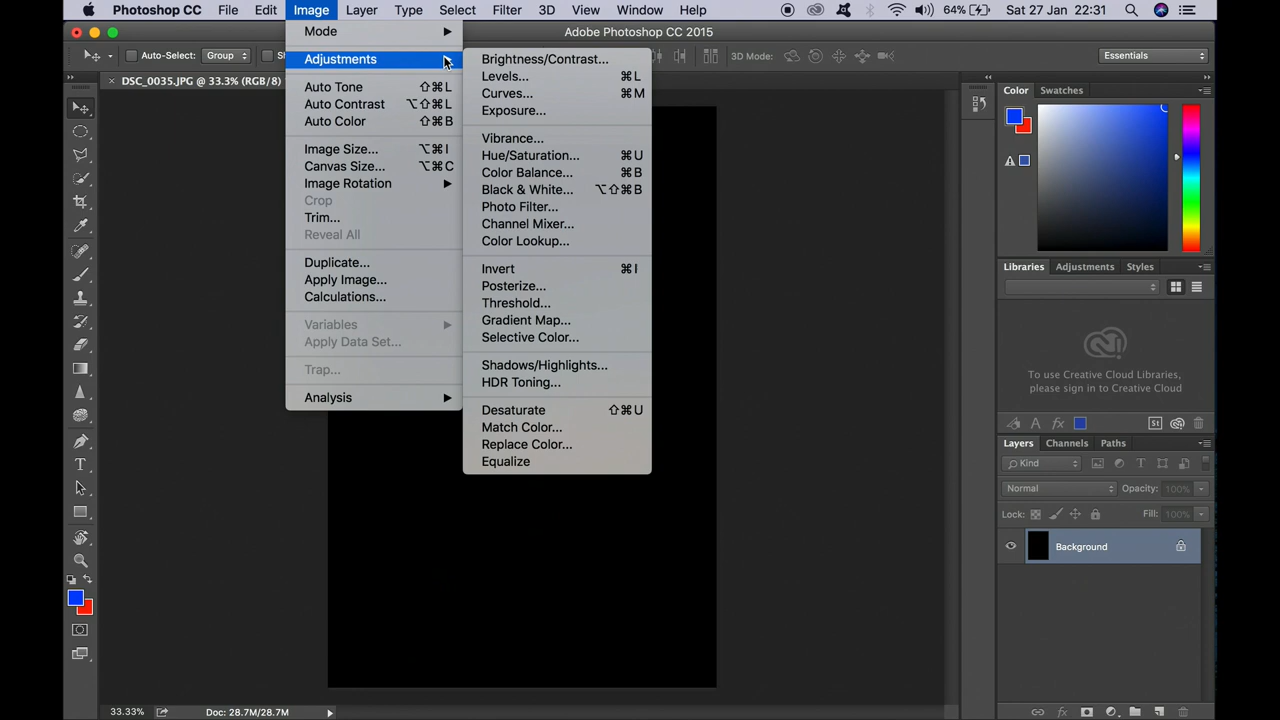 Photoshop CC File Edit Image Layer Type Select Filter 3D View Window Help 64% Sat 27 Jan 22:31
Adobe Photoshop CC 2015
Auto-Select: Group Sh 3D Mode: Essentials
DSC_0035.JPG @ 33.3% (RGB/8)
Mode
Adjustments
Auto Tone ⇧⌘L
Auto Contrast ⌥⇧⌘L
Auto Color ⇧⌘B
Image Size... ⌥⌘I
Canvas Size... ⌥⌘C
Image Rotation
Crop
Trim...
Reveal All
Duplicate...
Apply Image...
Calculations...
Variables
Apply Data Set...
Trap...
Analysis
Brightness/Contrast...
Levels... ⌘L
Curves... ⌘M
Exposure...
Vibrance...
Hue/Saturation... ⌘U
Color Balance... ⌘B
Black & White... ⌥⇧⌘B
Photo Filter...
Channel Mixer...
Color Lookup...
Invert ⌘I
Posterize...
Threshold...
Gradient Map...
Selective Color...
Shadows/Highlights...
HDR Toning...
Desaturate ⇧⌘U
Match Color...
Replace Color...
Equalize
Color Swatches
Libraries Adjustments Styles
To use Creative Cloud Libraries,
please sign in to Creative Cloud
St
Layers Channels Paths
Kind
Normal Opacity: 100%
Lock: Fill: 100%
Background
33.33% Doc: 28.7M/28.7M